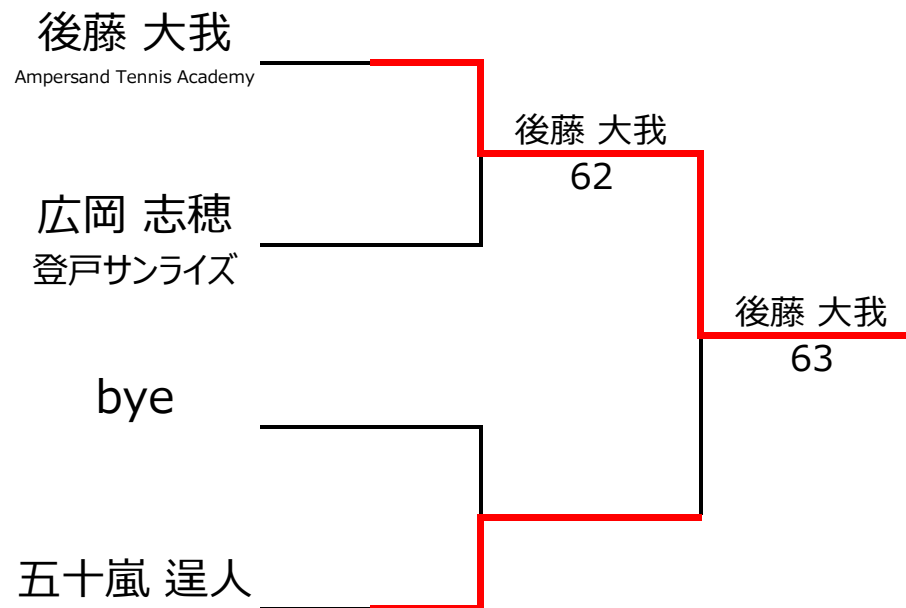 後藤 大我
Ampersand Tennis Academy
後藤 大我
62
広岡 志穂
登戸サンライズ
後藤 大我
63
bye
五十嵐 逞人